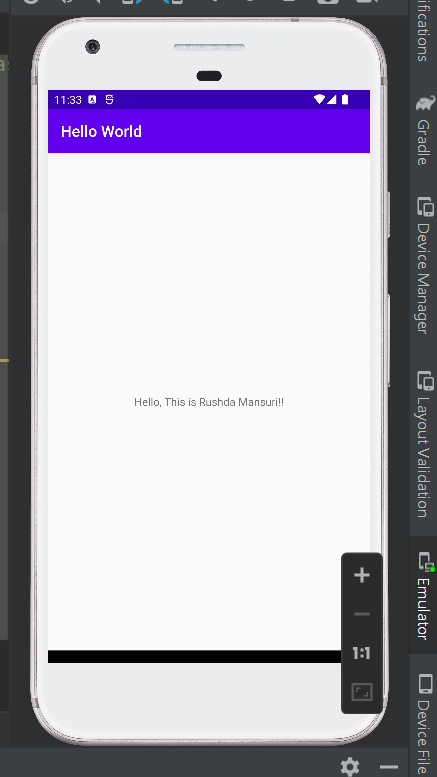 11:33
Hello World
Hello, This is Rushda Mansuri!!
1:1
Gradle
Device Manager
Layout Validation
Emulator
Device File